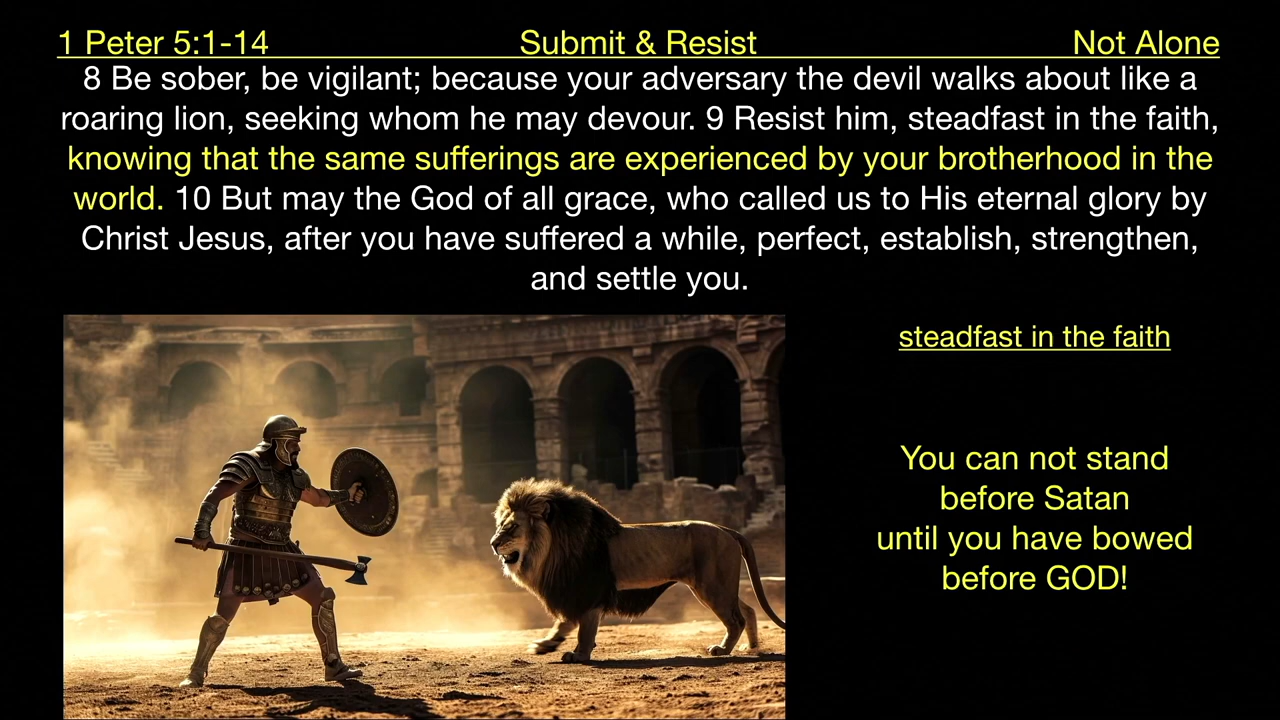 1 Peter 5:1-14 Submit & Resist Not Alone
8 Be sober, be vigilant; because your adversary the devil walks about like a
roaring lion, seeking whom he may devour. 9 Resist him, steadfast in the faith,
knowing that the same sufferings are experienced by your brotherhood in the
world. 10 But may the God of all grace, who called us to His eternal glory by
Christ Jesus, after you have suffered a while, perfect, establish, strengthen,
and settle you.
steadfast in the faith
You can not stand
before Satan
until you have bowed
before GOD!